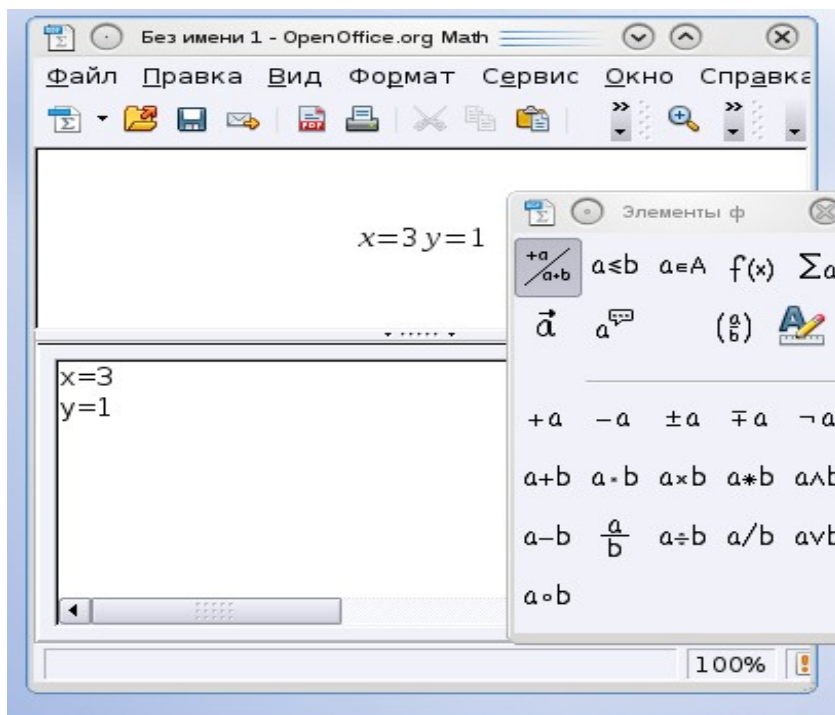 Без имени 1 - OpenOffice.org Math
Файл Правка Вид Формат Сервис Окно Справка
x=3 y=1
Элементы ф
+a/a+b a≤b a∈A f(x) Σa
a⃗ a (a b)
+a −a ±a ∓a ¬a
a+b a·b a×b a∗b a∧b
a−b a/b a÷b a/b a∨b
a∘b
x=3
y=1
100%